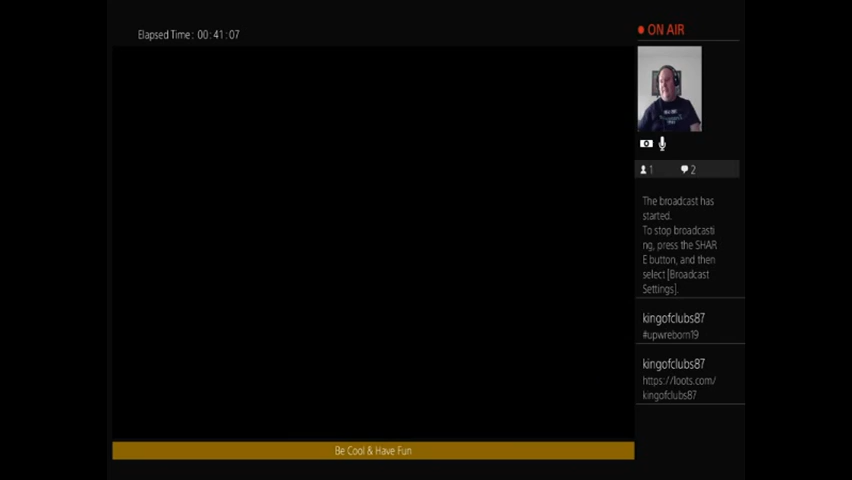 Elapsed Time: 00:41:07
ON AIR
1 2
The broadcast has
started.
To stop broadcasti
ng, press the SHAR
E button, and then
select [Broadcast
Settings].
kingofclubs87
#upwreborn19
kingofclubs87
https://loots.com/
kingofclubs87
Be Cool & Have Fun